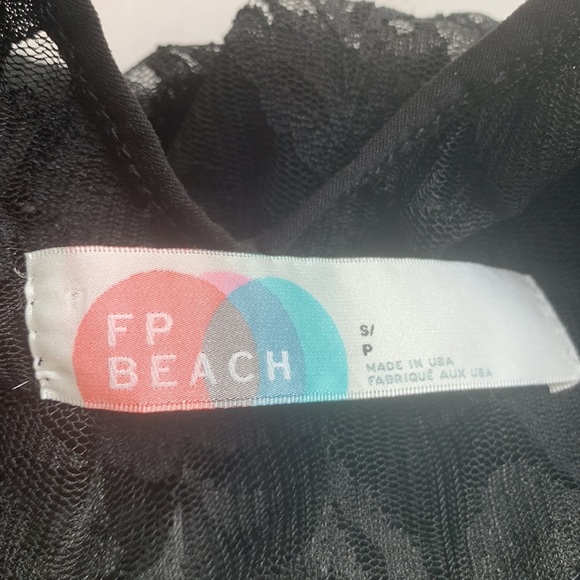 FP
BEACH
S/
P
MADE IN USA
FABRIQUÉ AUX USA